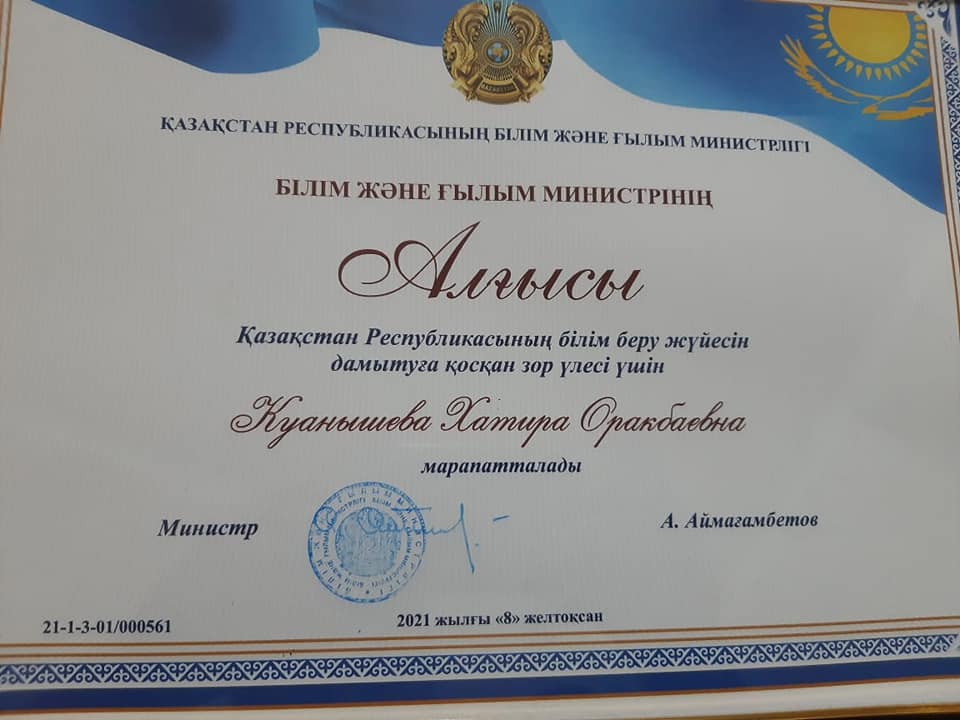 ҚАЗАҚСТАН
ҚАЗАҚСТАН РЕСПУБЛИКАСЫНЫҢ БІЛІМ ЖӘНЕ ҒЫЛЫМ МИНИСТРЛІГІ
БІЛІМ ЖӘНЕ ҒЫЛЫМ МИНИСТРІНІҢ
Алғысы
Қазақстан Республикасының білім беру жүйесін
дамытуға қосқан зор үлесі үшін
Куанышева Хатира Оракбаевна
марапатталады
Министр
А. Аймағамбетов
21-1-3-01/000561
2021 жылғы «8» желтоқсан